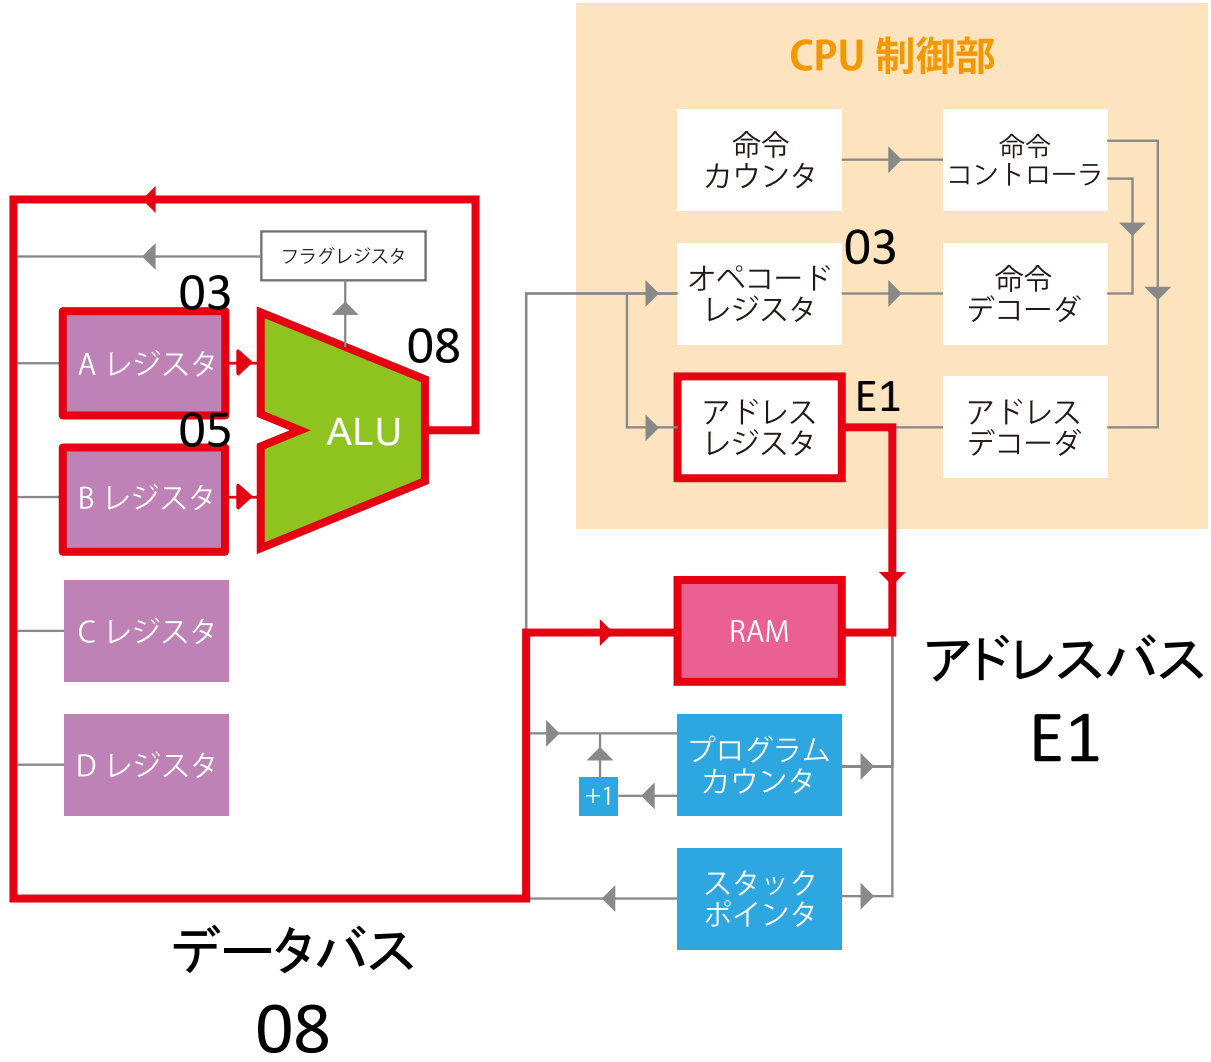 CPU 制御部
命令
カウンタ
命令
コントローラ
フラグレジスタ
03
オペコード
レジスタ
03
命令
デコーダ
A レジスタ
08
ALU
アドレス
レジスタ
E1
アドレス
デコーダ
05
B レジスタ
C レジスタ
RAM
アドレスバス
E1
D レジスタ
プログラム
カウンタ
+1
スタック
ポインタ
データバス
08